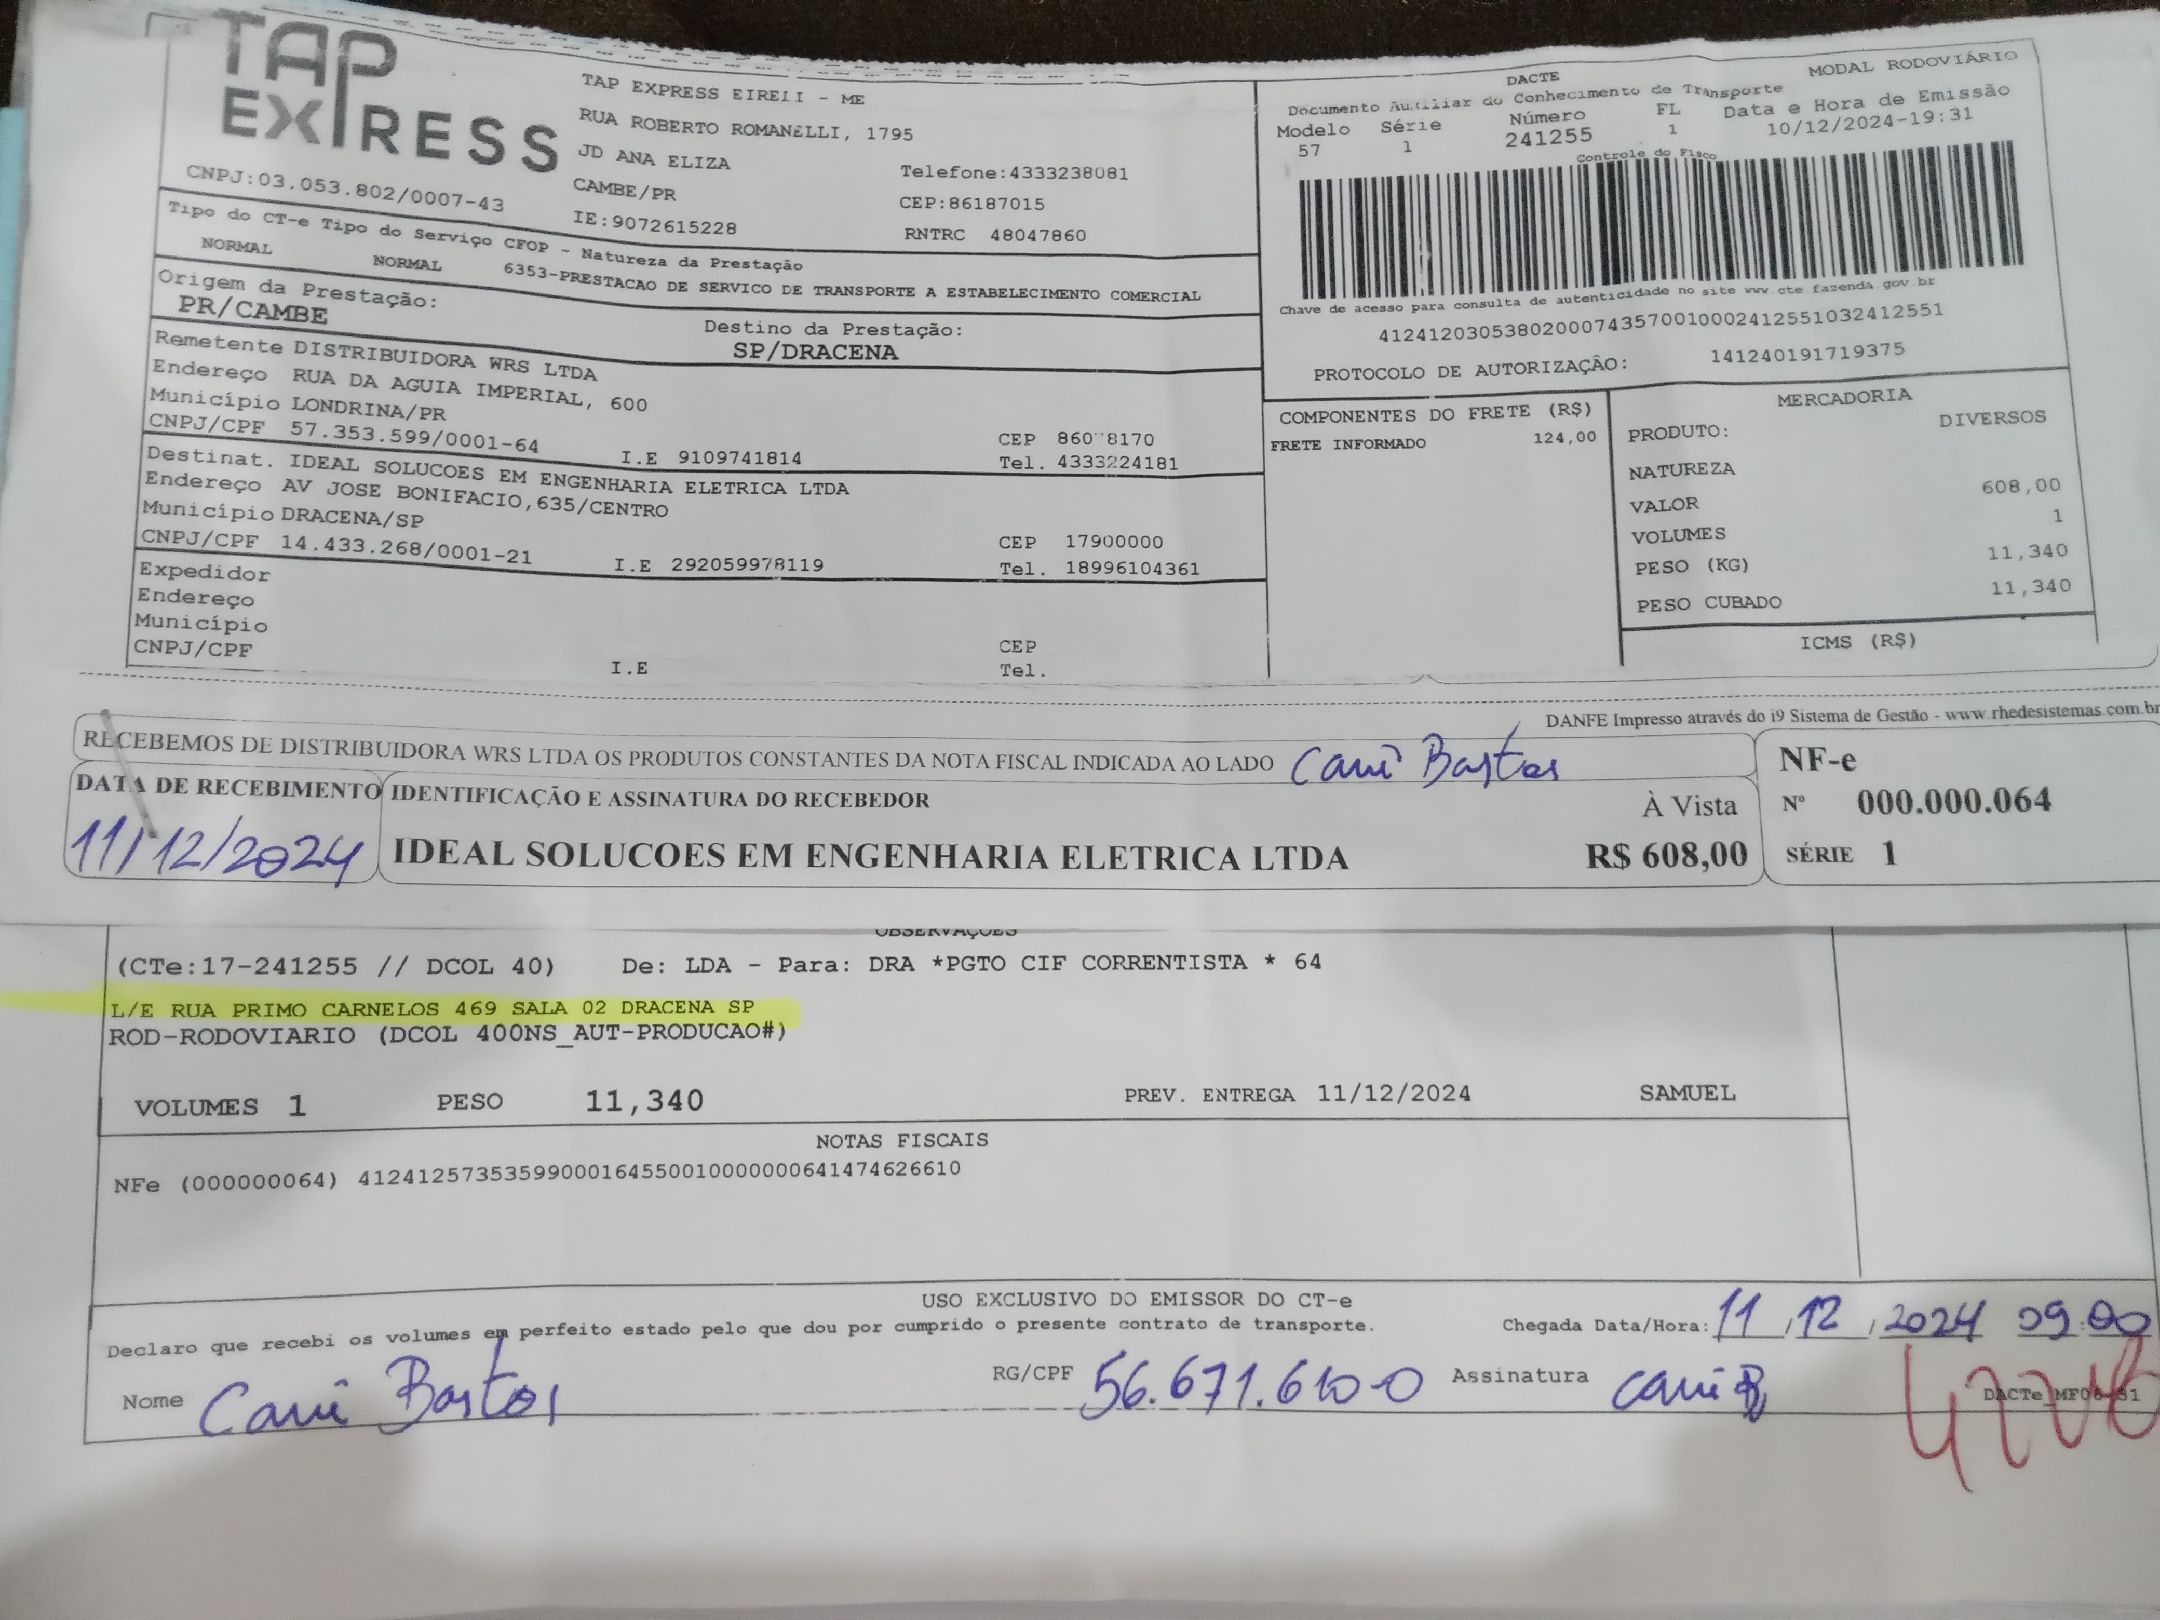 TAP
EXPRESS
CNPJ:03.053.802/0007-43
TAP EXPRESS EIRELI - ME
RUA ROBERTO ROMANELLI, 1795
JD ANA ELIZA
CAMBE/PR
IE:9072615228
Telefone:4333238081
CEP:86187015
RNTRC 48047860
DACTE
MODAL RODOVIÁRIO
Documento Auxiliar do Conhecimento de Transporte
Modelo Série Número FL Data e Hora de Emissão
57 1 241255 1 10/12/2024-19:31
Controle do Fisco
Chave de acesso para consulta de autenticidade no site www.cte.fazenda.gov.br
41241203053802000743570010002412551032412551
PROTOCOLO DE AUTORIZAÇÃO: 141240191719375
Tipo do CT-e Tipo do Serviço CFOP - Natureza da Prestação
NORMAL NORMAL 6353-PRESTACAO DE SERVICO DE TRANSPORTE A ESTABELECIMENTO COMERCIAL
Origem da Prestação:
PR/CAMBE
Destino da Prestação:
SP/DRACENA
Remetente DISTRIBUIDORA WRS LTDA
Endereço RUA DA AGUIA IMPERIAL, 600
Município LONDRINA/PR
CEP
CNPJ/CPF 57.353.599/0001-64 I.E 9109741814 Tel. 4333224181
Destinat. IDEAL SOLUCOES EM ENGENHARIA ELETRICA LTDA
Endereço AV JOSE BONIFACIO,635/CENTRO
Município DRACENA/SP CEP 17900000
CNPJ/CPF 14.433.268/0001-21 I.E 292059978119 Tel. 18996104361
Expedidor
Endereço
Município CEP
CNPJ/CPF I.E Tel.
COMPONENTES DO FRETE (R$)
FRETE INFORMADO 124,00
MERCADORIA
PRODUTO: DIVERSOS
NATUREZA
VALOR 608,00
VOLUMES 1
PESO (KG) 11,340
PESO CUBADO 11,340
ICMS (R$)
DANFE Impresso através do i9 Sistema de Gestão - www.rhedesistemas.com.br
RECEBEMOS DE DISTRIBUIDORA WRS LTDA OS PRODUTOS CONSTANTES DA NOTA FISCAL INDICADA AO LADO Bastos
DATA DE RECEBIMENTO IDENTIFICAÇÃO E ASSINATURA DO RECEBEDOR À Vista
11/12/2024 IDEAL SOLUCOES EM ENGENHARIA ELETRICA LTDA R$ 608,00
NF-e
Nº 000.000.064
SÉRIE 1
OBSERVAÇOES
(CTe:17-241255 // DCOL 40) De: LDA - Para: DRA *PGTO CIF CORRENTISTA * 64
L/E RUA PRIMO CARNELOS 469 SALA 02 DRACENA SP
ROD-RODOVIARIO (DCOL 400NS_AUT-PRODUCAO#)
VOLUMES 1 PESO 11,340 PREV. ENTREGA 11/12/2024 SAMUEL
NOTAS FISCAIS
NFe (000000064) 41241257353599000164550010000000641474626610
USO EXCLUSIVO DO EMISSOR DO CT-e
Declaro que recebi os volumes em perfeito estado pelo que dou por cumprido o presente contrato de transporte. Chegada Data/Hora: 11/12/2024 09:00
Nome Bastos RG/CPF 56.671.610-0 Assinatura